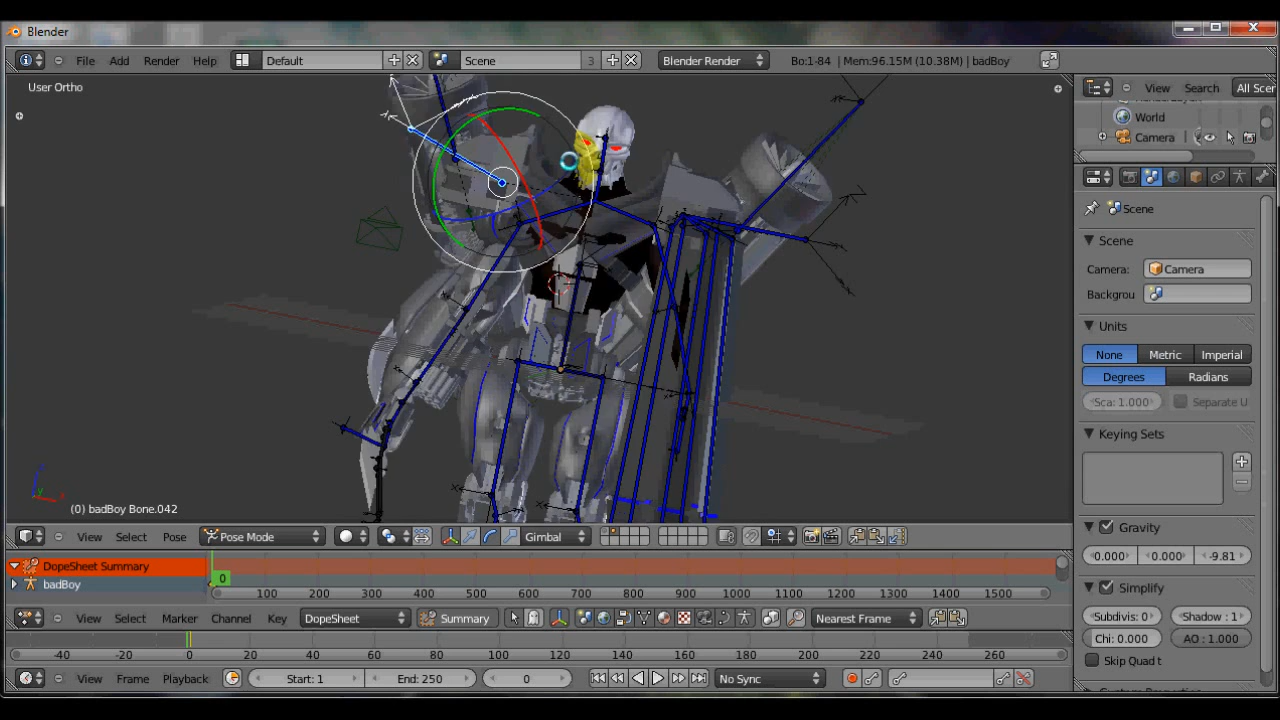 Blender
File Add Render Help Default Scene 3 Blender Render Bo:1-84 | Mem:96.15M (10.38M) | badBoy
User Ortho
View Search All Scer
World
Camera
Scene
Scene
Camera: Camera
Backgrou
Units
None Metric Imperial
Degrees Radians
Sca: 1.000 Separate U
Keying Sets
Gravity
0.000 0.000 -9.81
Simplify
Subdivis: 0 Shadow : 1
Chi: 0.000 AO : 1.000
Skip Quad t
(0) badBoy Bone.042
View Select Pose Pose Mode Gimbal
DopeSheet Summary
badBoy
0 100 200 300 400 500 600 700 800 900 1000 1100 1200 1300 1400 1500
View Select Marker Channel Key DopeSheet Summary Nearest Frame
-40 -20 0 20 40 60 80 100 120 140 160 180 200 220 240 260
View Frame Playback Start: 1 End: 250 0 No Sync